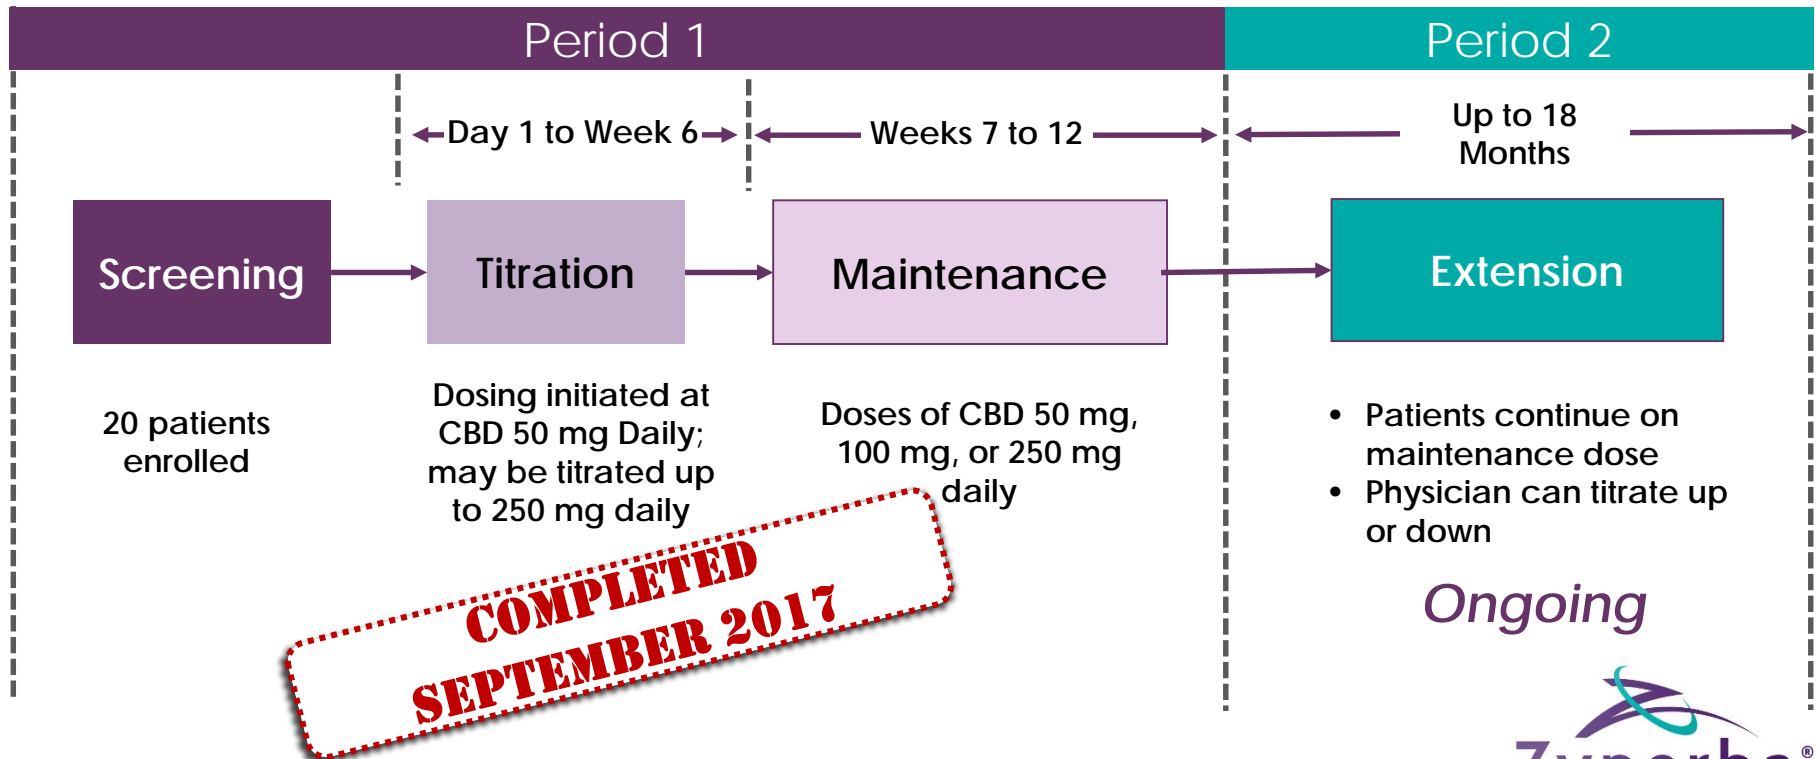 Period 1
Period 2
Day 1 to Week 6
Weeks 7 to 12
Up to 18
Months
Screening
Titration
Maintenance
Extension
20 patients
enrolled
Dosing initiated at
CBD 50 mg Daily;
may be titrated up
to 250 mg daily
Doses of CBD 50 mg,
100 mg, or 250 mg
daily
• Patients continue on
maintenance dose
• Physician can titrate up
or down
COMPLETED
SEPTEMBER 2017
Ongoing
Zynerba®